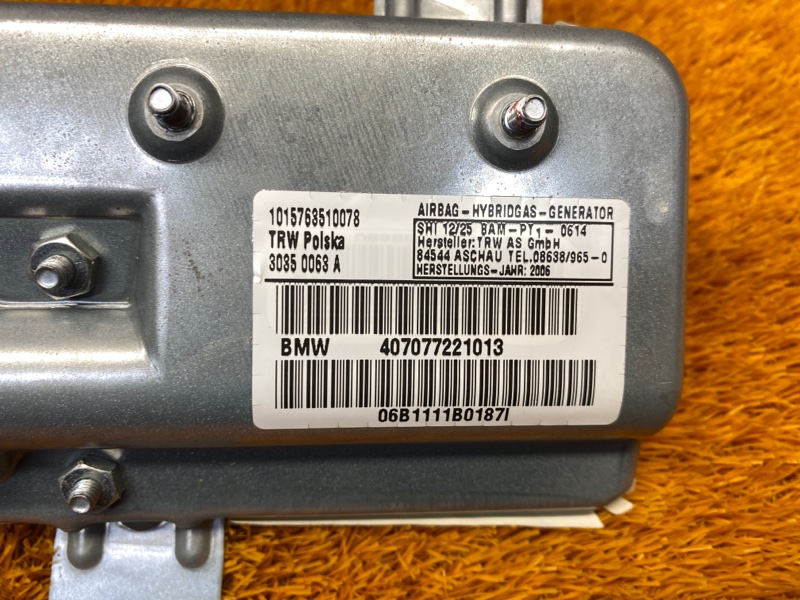 1015763510078
TRW Polska
3035 0063 A
AIRBAG-HYBRIDGAS-GENERATOR
SHI 12/25 BAM-PT1-0614
Hersteller:TRW AS GmbH
84544 ASCHAU TEL.08638/965-0
HERSTELLUNGS-JAHR: 2006
BMW 407077221013
06B1111B0187I